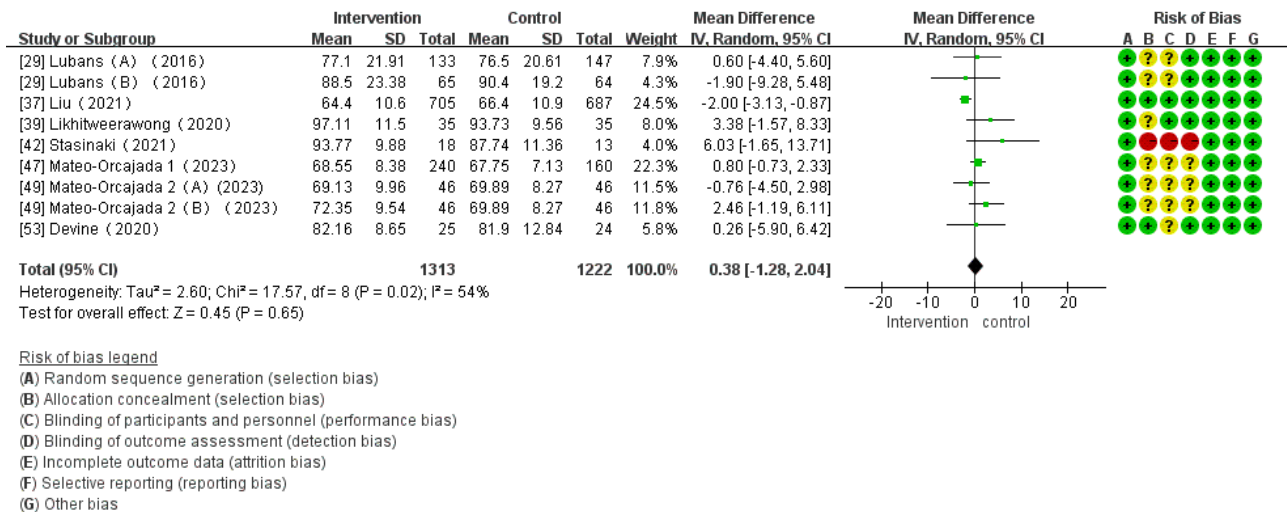 Intervention Control Mean Difference Mean Difference Risk of Bias
Study or Subgroup Mean SD Total Mean SD Total Weight IV, Random, 95% CI IV, Random, 95% CI A B C D E F G
[29] Lubans (A) (2016) 77.1 21.91 133 76.5 20.61 147 7.9% 0.60 [-4.40, 5.60] + ? ? + + + +
[29] Lubans (B) (2016) 88.5 23.38 65 90.4 19.2 64 4.3% -1.90 [-9.28, 5.48] + ? ? + + + +
[37] Liu (2021) 64.4 10.6 705 66.4 10.9 687 24.5% -2.00 [-3.13, -0.87] + + + + + + +
[39] Likhitweerawong (2020) 97.11 11.5 35 93.73 9.56 35 8.0% 3.38 [-1.57, 8.33] + ? + + + + +
[42] Stasinaki (2021) 93.77 9.88 18 87.74 11.36 13 4.0% 6.03 [-1.65, 13.71] + - - - + + +
[47] Mateo-Orcajada 1 (2023) 68.55 8.38 240 67.75 7.13 160 22.3% 0.80 [-0.73, 2.33] + ? ? ? + + +
[49] Mateo-Orcajada 2 (A) (2023) 69.13 9.96 46 69.89 8.27 46 11.5% -0.76 [-4.50, 2.98] + ? ? ? + + +
[49] Mateo-Orcajada 2 (B) (2023) 72.35 9.54 46 69.89 8.27 46 11.8% 2.46 [-1.19, 6.11] + ? ? ? + + +
[53] Devine (2020) 82.16 8.65 25 81.9 12.84 24 5.8% 0.26 [-5.90, 6.42] + + ? + + + +
Total (95% CI) 1313 1222 100.0% 0.38 [-1.28, 2.04]
Heterogeneity: Tau² = 2.60; Chi² = 17.57, df = 8 (P = 0.02); I² = 54%
Test for overall effect: Z = 0.45 (P = 0.65)
-20 -10 0 10 20
Intervention control
Risk of bias legend
(A) Random sequence generation (selection bias)
(B) Allocation concealment (selection bias)
(C) Blinding of participants and personnel (performance bias)
(D) Blinding of outcome assessment (detection bias)
(E) Incomplete outcome data (attrition bias)
(F) Selective reporting (reporting bias)
(G) Other bias